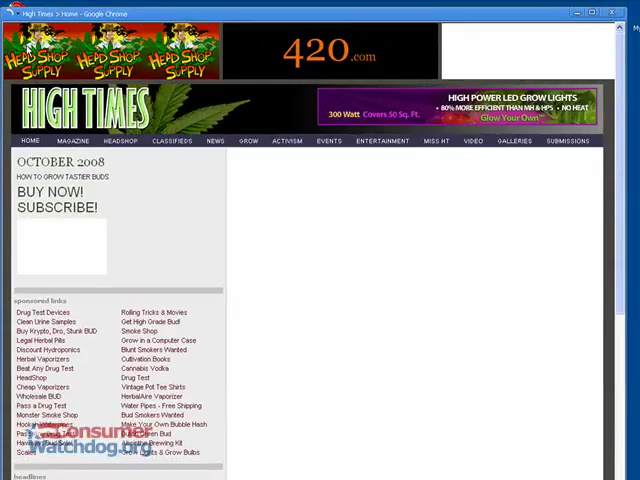 High Times > Home - Google Chrome
HEAD SHOP SUPPLY
HEAD SHOP SUPPLY
HEAD SHOP SUPPLY
420.com
HIGH TIMES
HIGH POWER LED GROW LIGHTS
• 80% MORE EFFICIENT THAN MH & HPS • NO HEAT
300 Watt Covers 50 Sq. Ft.
Glow Your Own™
HOME MAGAZINE HEADSHOP CLASSIFIEDS NEWS GROW ACTIVISM EVENTS ENTERTAINMENT MISS HT VIDEO GALLERIES SUBMISSIONS
OCTOBER 2008
HOW TO GROW TASTIER BUDS
BUY NOW!
SUBSCRIBE!
sponsored links
Drug Test Devices Rolling Tricks & Movies
Clean Urine Samples Get High Grade Bud!
Buy Krypto, Dro, Stunk BUD Smoke Shop
Legal Herbal Pills Grow in a Computer Case
Discount Hydroponics Blunt Smokers Wanted
Herbal Vaporizers Cultivation Books
Beat Any Drug Test Cannabis Vodka
HeadShop Drug Test
Cheap Vaporizers Vintage Pot Tee Shirts
Wholesale BUD HerbalAire Vaporizer
Pass a Drug Test Water Pipes - Free Shipping
Monster Smoke Shop Bud Smokers Wanted
Hookah Make Your Own Bubble Hash
Bud
Brewing Kit
Scales Grow Lights & Grow Bulbs
Consumer
Watchdog.org
headlines